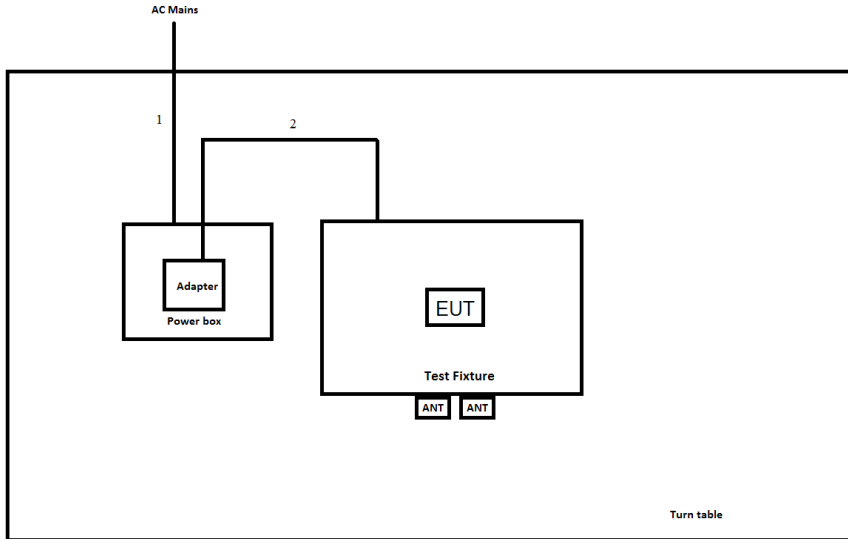 AC Mains
1
2
Adapter
Power box
EUT
Test Fixture
ANT
ANT
Turn table